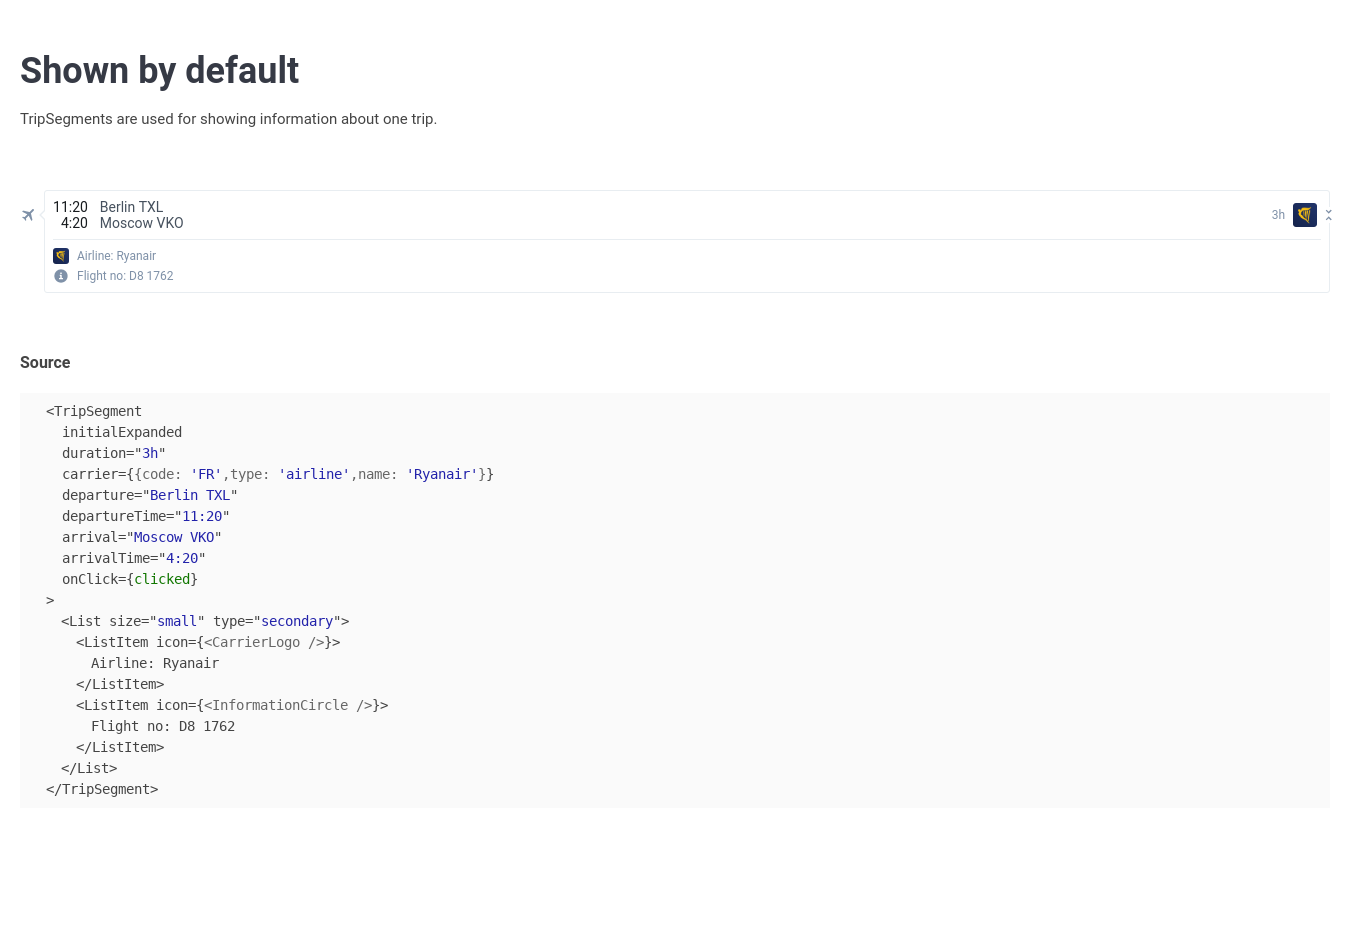 Shown by default
TripSegments are used for showing information about one trip.
11:20 Berlin TXL
4:20 Moscow VKO
3h
Airline: Ryanair
Flight no: D8 1762
Source
<TripSegment
  initialExpanded
  duration="3h"
  carrier={{code: 'FR',type: 'airline',name: 'Ryanair'}}
  departure="Berlin TXL"
  departureTime="11:20"
  arrival="Moscow VKO"
  arrivalTime="4:20"
  onClick={clicked}
>
  <List size="small" type="secondary">
    <ListItem icon={<CarrierLogo />}>
      Airline: Ryanair
    </ListItem>
    <ListItem icon={<InformationCircle />}>
      Flight no: D8 1762
    </ListItem>
  </List>
</TripSegment>